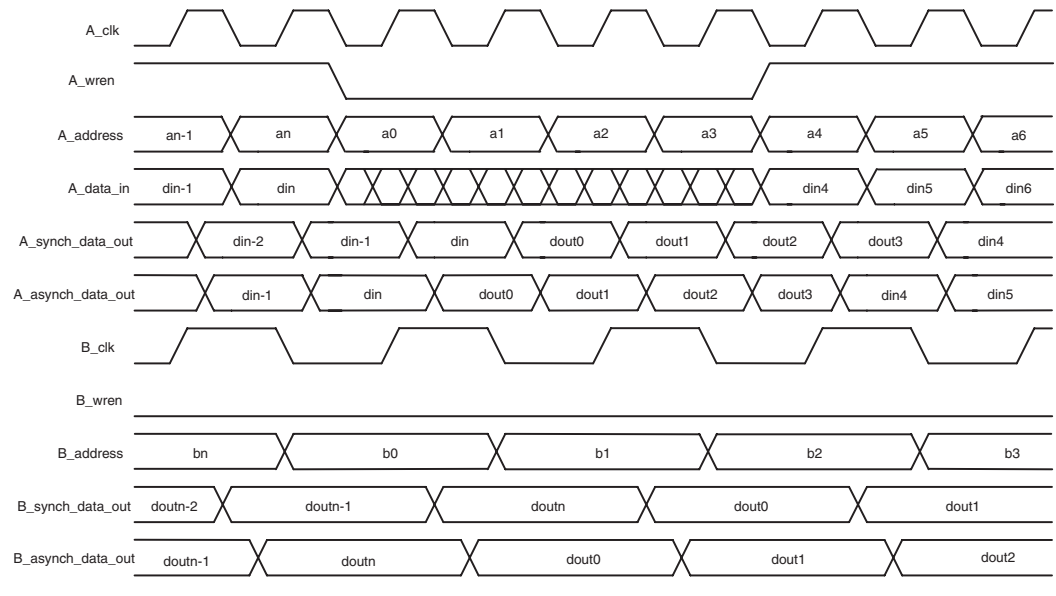 A_clk
A_wren
A_address an-1 an a0 a1 a2 a3 a4 a5 a6
A_data_in din-1 din din4 din5 din6
A_synch_data_out din-2 din-1 din dout0 dout1 dout2 dout3 din4
A_asynch_data_out din-1 din dout0 dout1 dout2 dout3 din4 din5
B_clk
B_wren
B_address bn b0 b1 b2 b3
B_synch_data_out doutn-2 doutn-1 doutn dout0 dout1
B_asynch_data_out doutn-1 doutn dout0 dout1 dout2